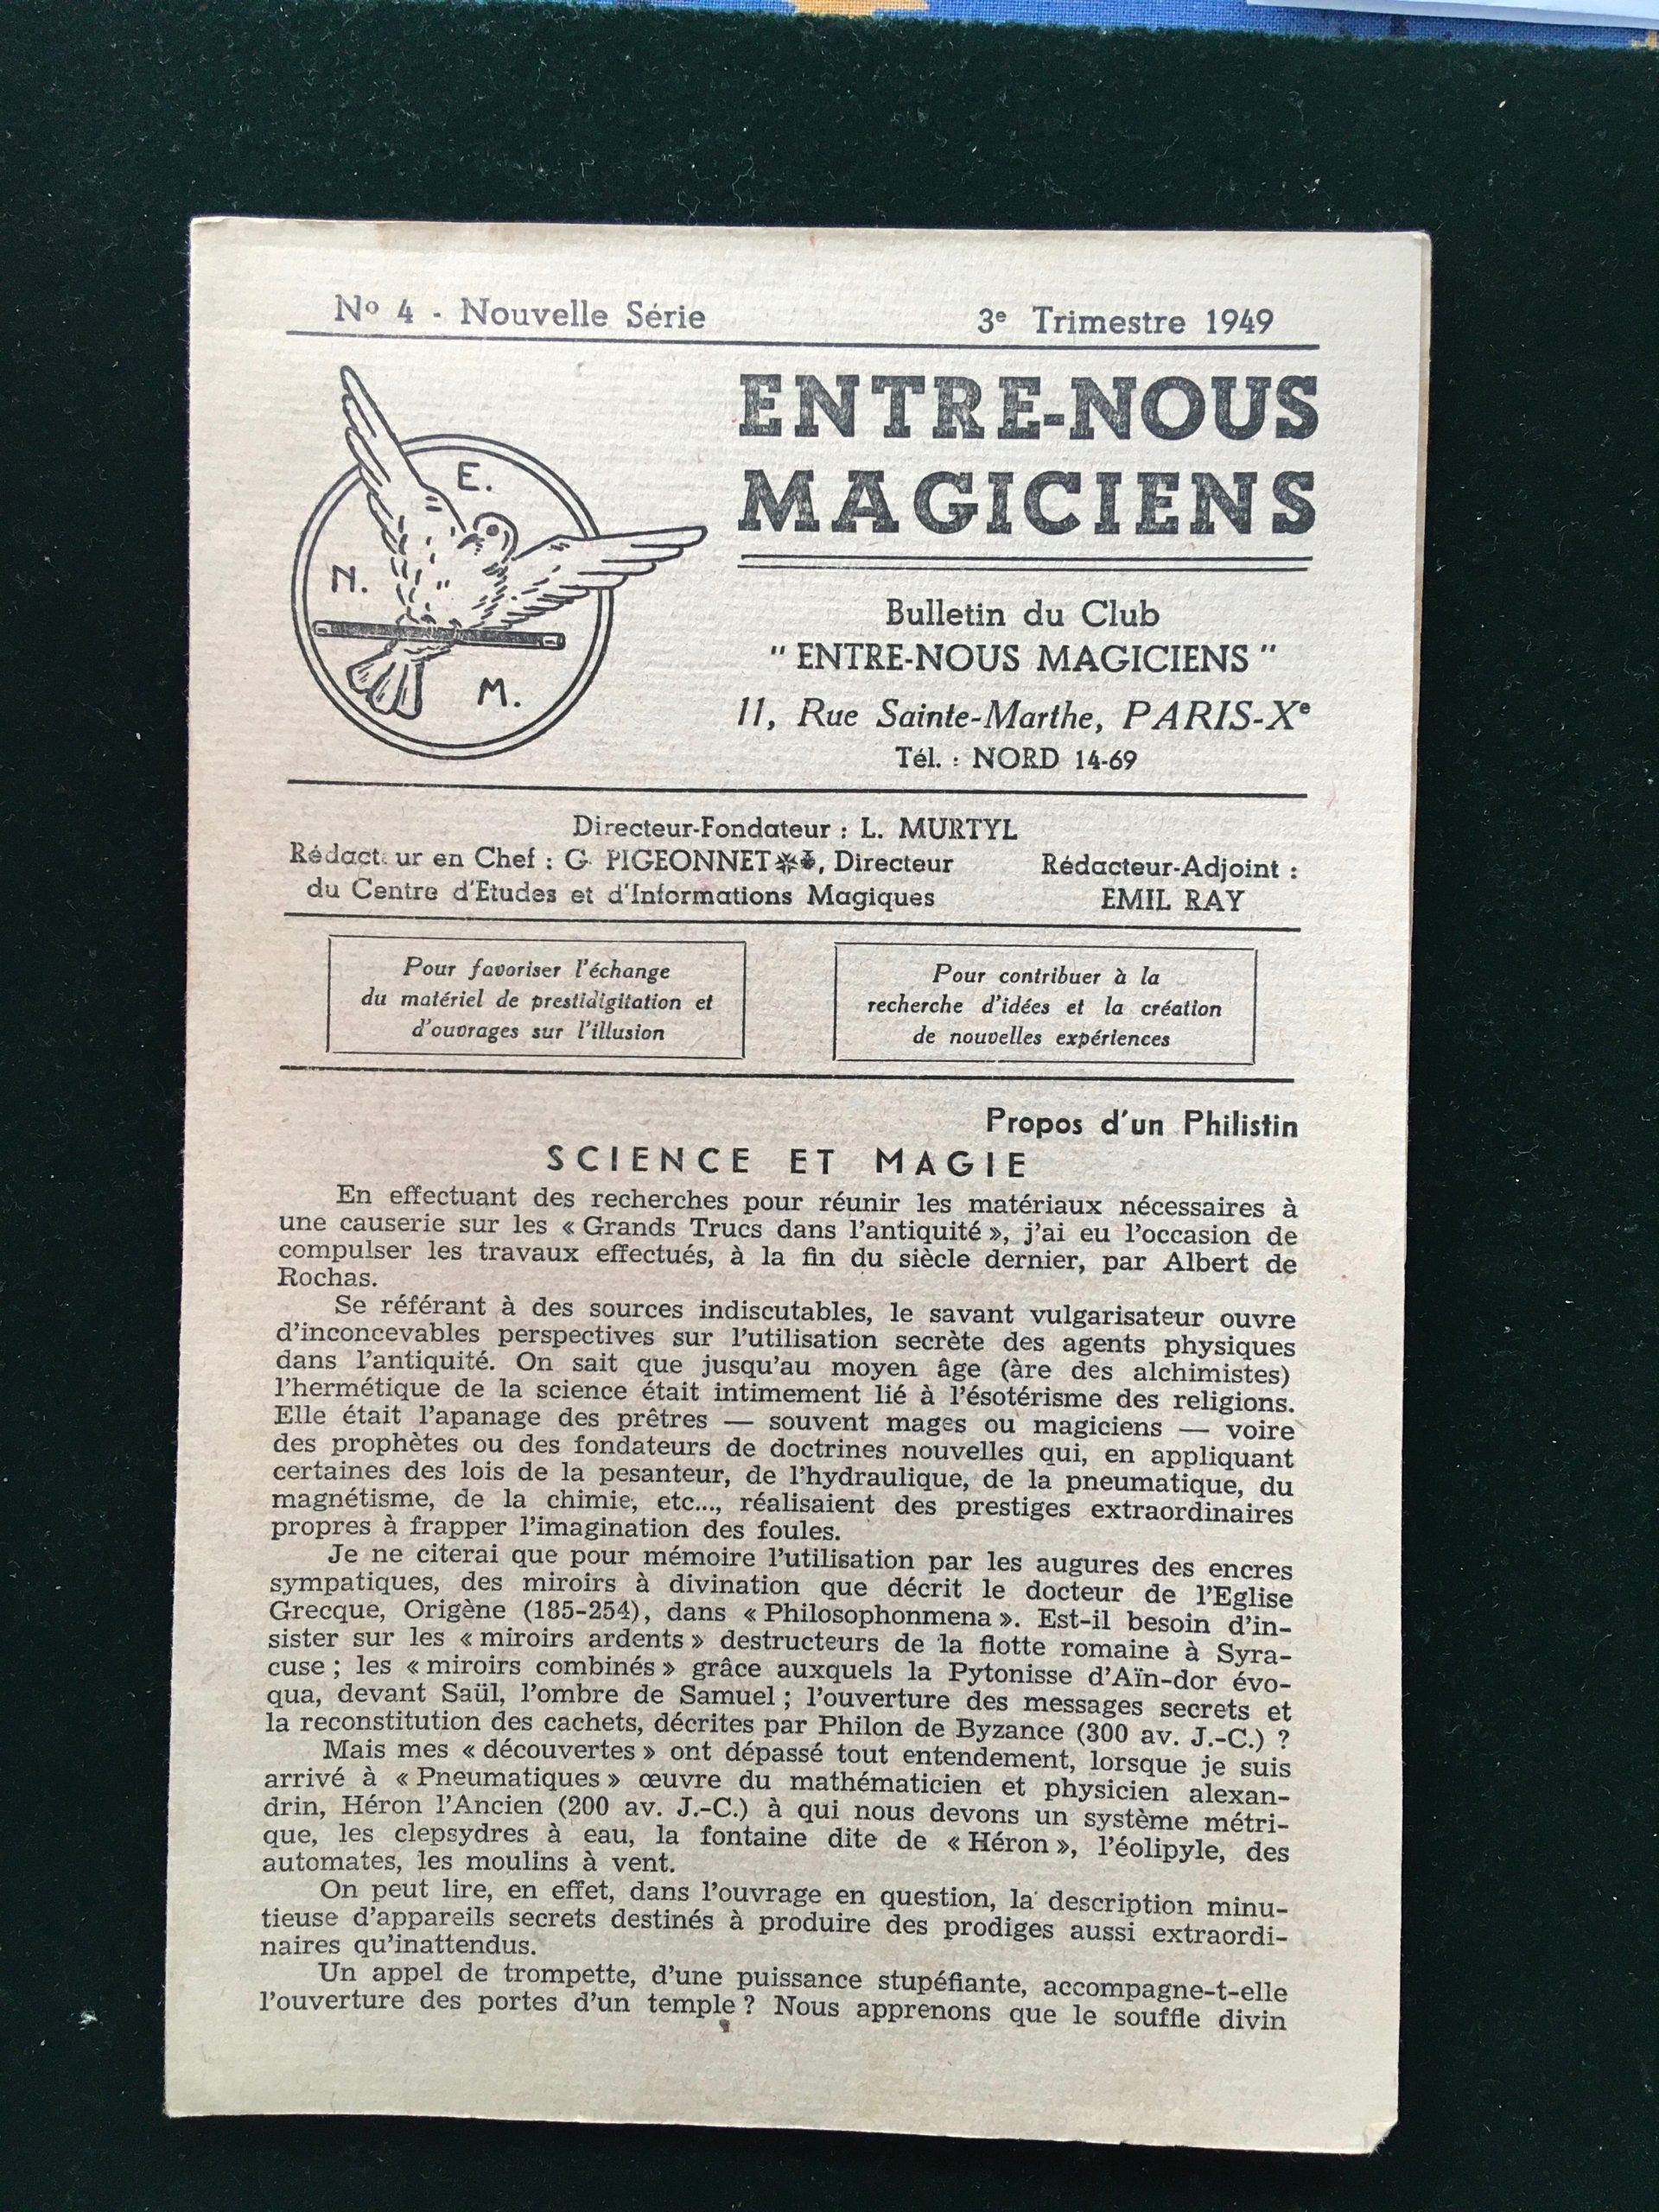 Nº 4 - Nouvelle Série 3e Trimestre 1949
ENTRE-NOUS
MAGICIENS
E.
N.
M.
Bulletin du Club
" ENTRE-NOUS MAGICIENS "
11, Rue Sainte-Marthe, PARIS-Xe
Tél. : NORD 14-69
Directeur-Fondateur : L. MURTYL
Rédact ur en Chef : G. PIGEONNET, Directeur
du Centre d'Etudes et d'Informations Magiques
Rédacteur-Adjoint :
EMIL RAY
Pour favoriser l'échange
du matériel de prestidigitation et
d'ouvrages sur l'illusion
Pour contribuer à la
recherche d'idées et la création
de nouvelles expériences
Propos d'un Philistin
SCIENCE ET MAGIE
En effectuant des recherches pour réunir les matériaux nécessaires à
une causerie sur les « Grands Trucs dans l'antiquité », j'ai eu l'occasion de
compulser les travaux effectués, à la fin du siècle dernier, par Albert de
Rochas.
Se référant à des sources indiscutables, le savant vulgarisateur ouvre
d'inconcevables perspectives sur l'utilisation secrète des agents physiques
dans l'antiquité. On sait que jusqu'au moyen âge (àre des alchimistes)
l'hermétique de la science était intimement lié à l'ésotérisme des religions.
Elle était l'apanage des prêtres — souvent mages ou magiciens — voire
des prophètes ou des fondateurs de doctrines nouvelles qui, en appliquant
certaines des lois de la pesanteur, de l'hydraulique, de la pneumatique, du
magnétisme, de la chimie, etc..., réalisaient des prestiges extraordinaires
propres à frapper l'imagination des foules.
Je ne citerai que pour mémoire l'utilisation par les augures des encres
sympatiques, des miroirs à divination que décrit le docteur de l'Eglise
Grecque, Origène (185-254), dans « Philosophonmena ». Est-il besoin d'in-
sister sur les « miroirs ardents » destructeurs de la flotte romaine à Syra-
cuse ; les « miroirs combinés » grâce auxquels la Pytonisse d'Aïn-dor évo-
qua, devant Saül, l'ombre de Samuel ; l'ouverture des messages secrets et
la reconstitution des cachets, décrites par Philon de Byzance (300 av. J.-C.) ?
Mais mes « découvertes » ont dépassé tout entendement, lorsque je suis
arrivé à « Pneumatiques » œuvre du mathématicien et physicien alexan-
drin, Héron l'Ancien (200 av. J.-C.) à qui nous devons un système métri-
que, les clepsydres à eau, la fontaine dite de « Héron », l'éolipyle, des
automates, les moulins à vent.
On peut lire, en effet, dans l'ouvrage en question, la description minu-
tieuse d'appareils secrets destinés à produire des prodiges aussi extraordi-
naires qu'inattendus.
Un appel de trompette, d'une puissance stupéfiante, accompagne-t-elle
l'ouverture des portes d'un temple ? Nous apprenons que le souffle divin